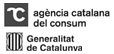 agència catalana
del consum
Generalitat
de Catalunya